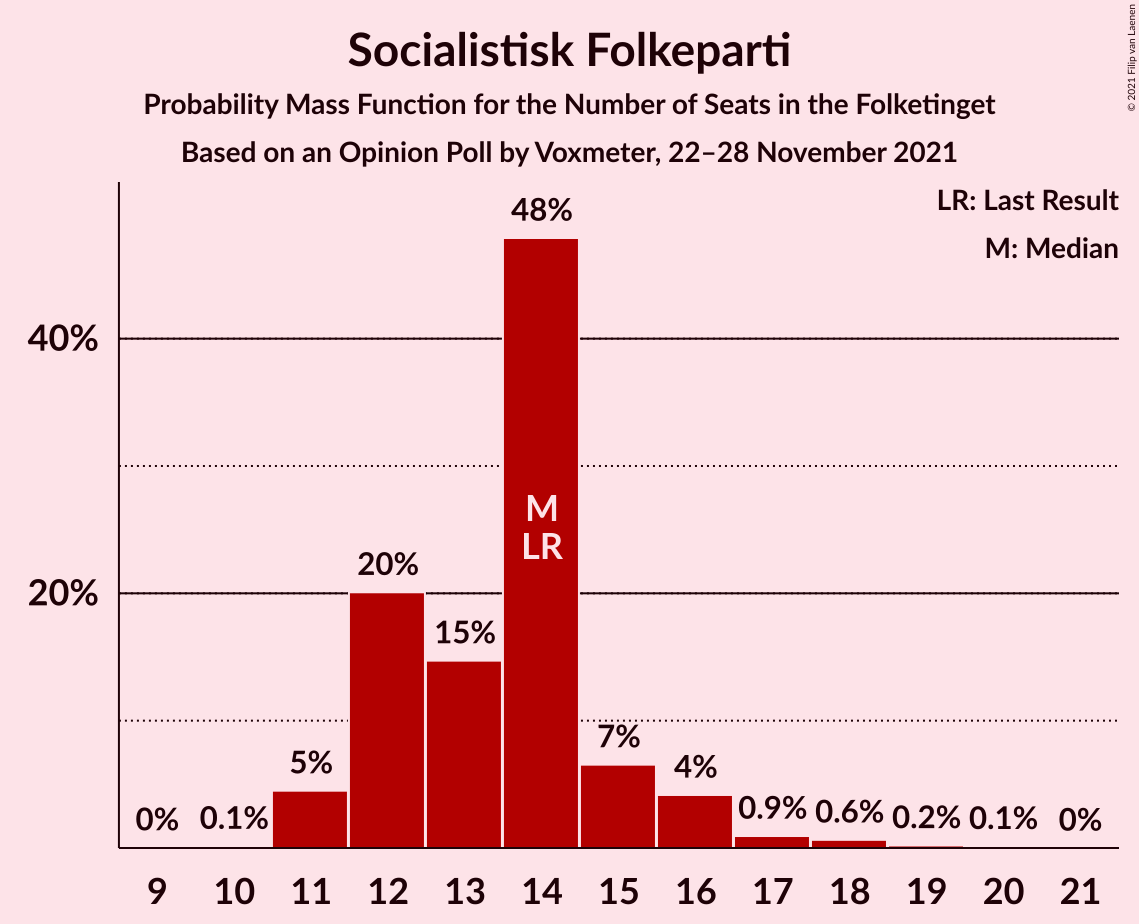 Socialistisk Folkeparti
Probability Mass Function for the Number of Seats in the Folketinget
Based on an Opinion Poll by Voxmeter, 22–28 November 2021
© 2021 Filip van Laenen
LR: Last Result
M: Median
48%
40%
M
LR
20%
20%
15%
7%
5%
4%
0% 0.1% 0.9% 0.6% 0.2% 0.1% 0%
9 10 11 12 13 14 15 16 17 18 19 20 21